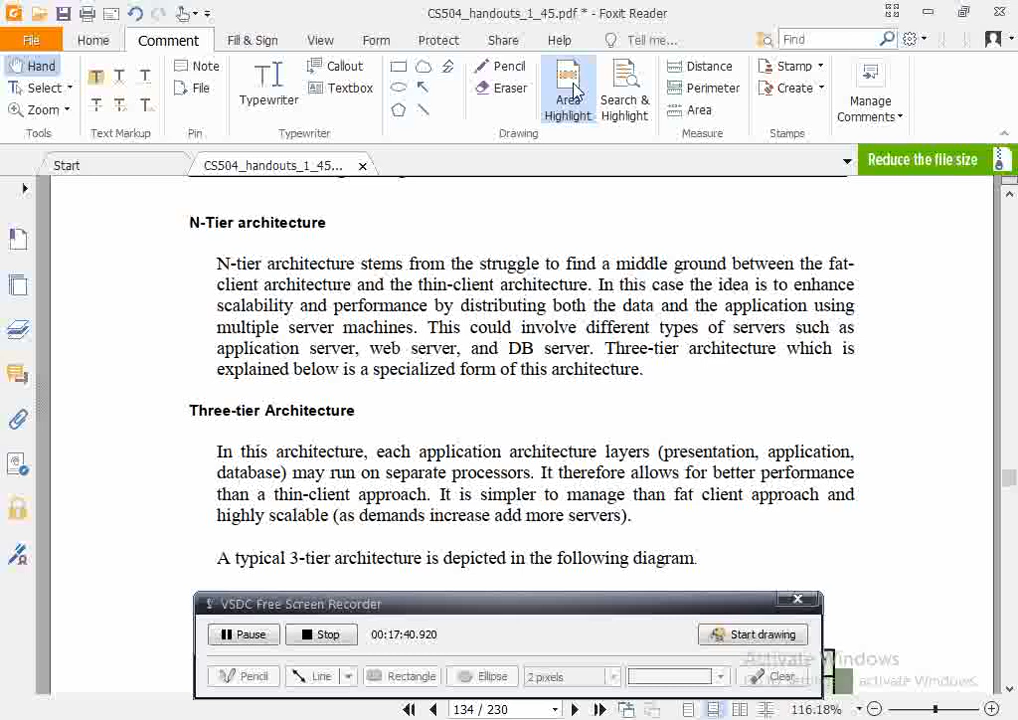 CS504_handouts_1_45.pdf * - Foxit Reader
File Home Comment Fill & Sign View Form Protect Share Help Tell me... Find
Hand Note Callout Pencil Distance Stamp
Select File Typewriter Textbox Eraser Area Highlight Search & Highlight Perimeter Create Manage Comments
Zoom Area
Tools Text Markup Pin Typewriter Drawing Measure Stamps
Start CS504_handouts_1_45... Reduce the file size
N-Tier architecture
N-tier architecture stems from the struggle to find a middle ground between the fat-
client architecture and the thin-client architecture. In this case the idea is to enhance
scalability and performance by distributing both the data and the application using
multiple server machines. This could involve different types of servers such as
application server, web server, and DB server. Three-tier architecture which is
explained below is a specialized form of this architecture.
Three-tier Architecture
In this architecture, each application architecture layers (presentation, application,
database) may run on separate processors. It therefore allows for better performance
than a thin-client approach. It is simpler to manage than fat client approach and
highly scalable (as demands increase add more servers).
A typical 3-tier architecture is depicted in the following diagram.
VSDC Free Screen Recorder
Pause Stop 00:17:40.920 Start drawing
Activate Windows
Pencil Line Rectangle Ellipse 2 pixels Clear
activate Windows.
134 / 230 116.18%